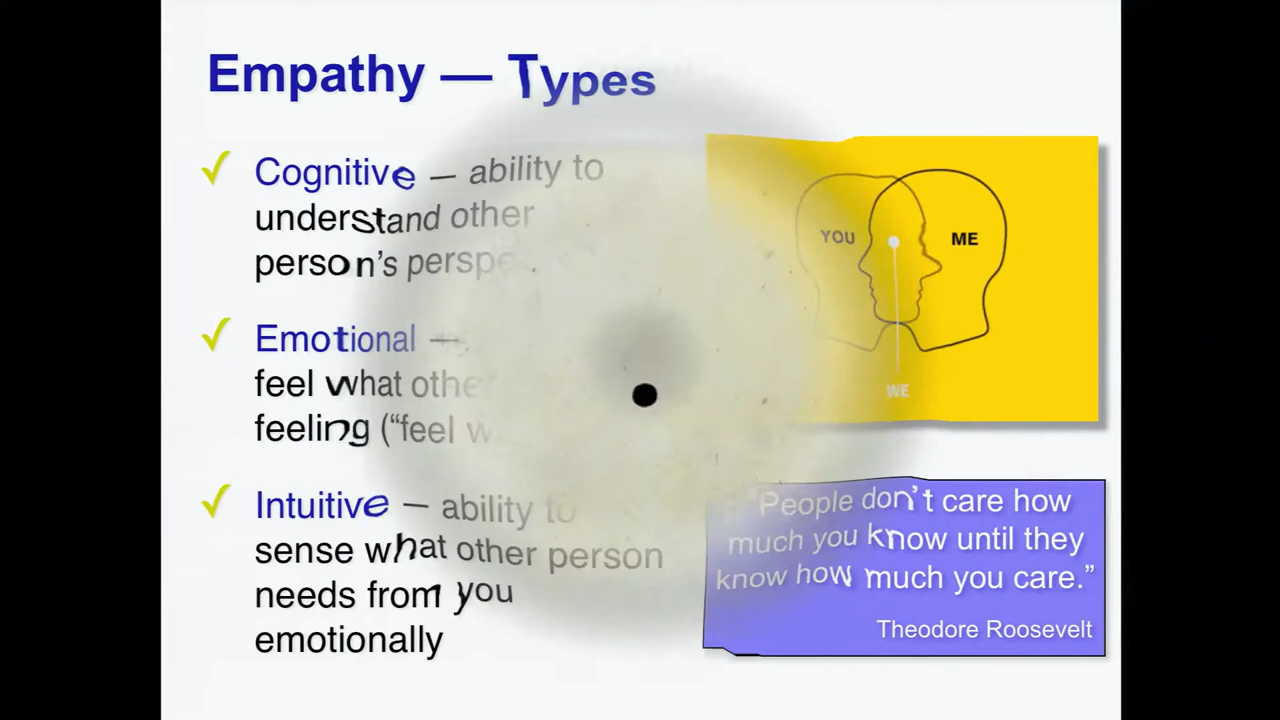 Empathy — Types
✓ Cognitive — ability to
understand other
person's
✓ Emotional —
feel what
feeling ("feel
✓ Intuitive — ability to
sense what other person
needs from you
emotionally
YOU
ME
WE
"People don't care how
much you know until they
know how much you care."
Theodore Roosevelt